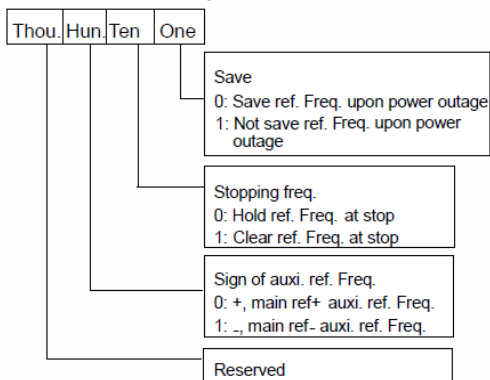 Thou. Hun. Ten One
Save
0: Save ref. Freq. upon power outage
1: Not save ref. Freq. upon power
outage
Stopping freq.
0: Hold ref. Freq. at stop
1: Clear ref. Freq. at stop
Sign of auxi. ref. Freq.
0: +, main ref+ auxi. ref. Freq.
1: -, main ref- auxi. ref. Freq.
Reserved